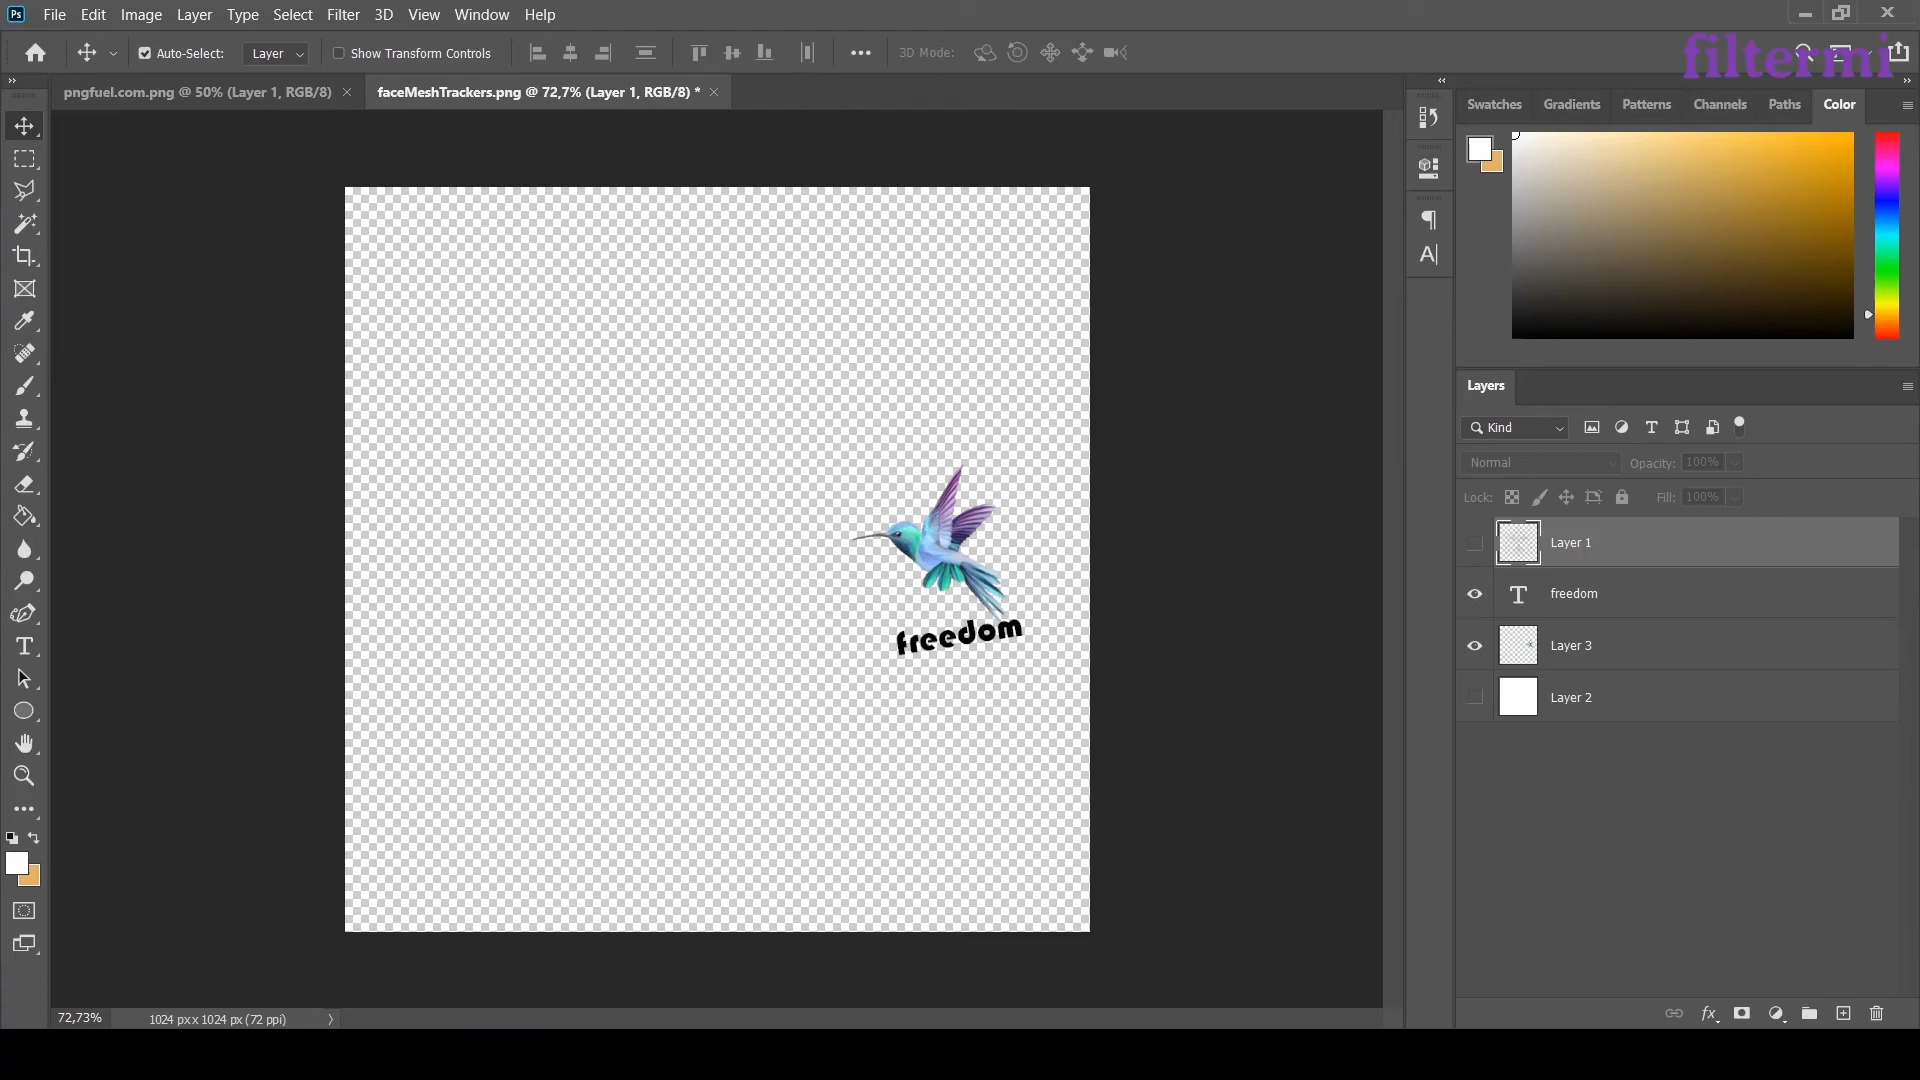 Ps File Edit Image Layer Type Select Filter 3D View Window Help
Auto-Select: Layer Show Transform Controls 3D Mode:
filtermi
pngfuel.com.png @ 50% (Layer 1, RGB/8) × faceMeshTrackers.png @ 72,7% (Layer 1, RGB/8) * ×
Swatches Gradients Patterns Channels Paths Color
Layers
Kind
Normal Opacity: 100%
Lock: Fill: 100%
Layer 1
freedom
Layer 3
Layer 2
freedom
72,73% 1024 px x 1024 px (72 ppi)